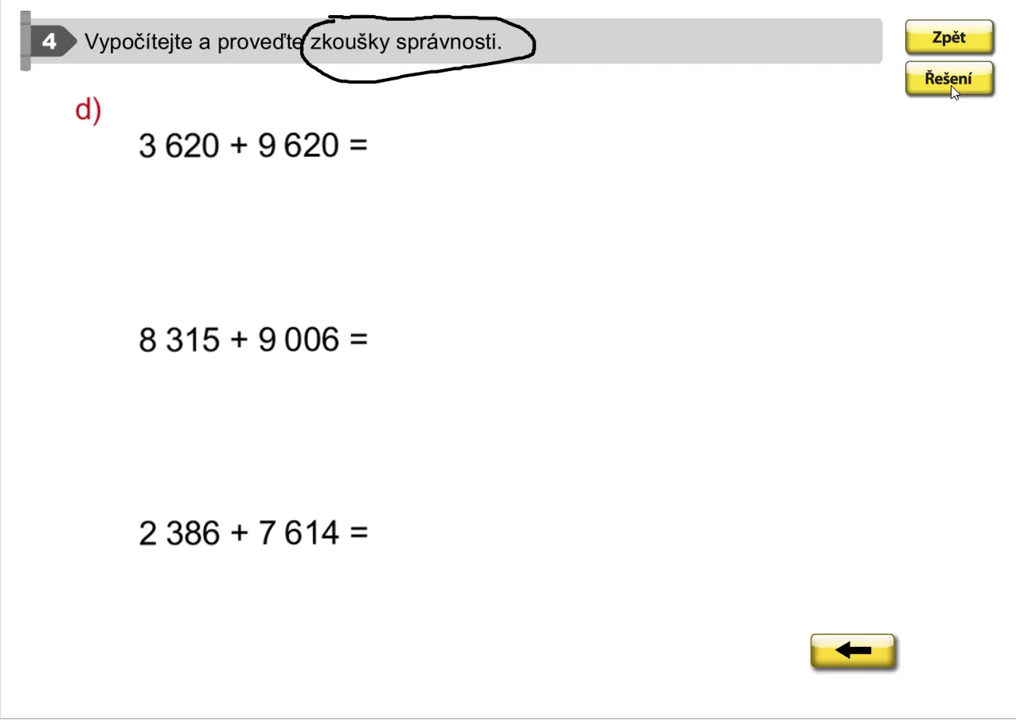 4 Vypočítejte a proveďte zkoušky správnosti.
Zpět
Řešení
d)
3 620 + 9 620 =
8 315 + 9 006 =
2 386 + 7 614 =